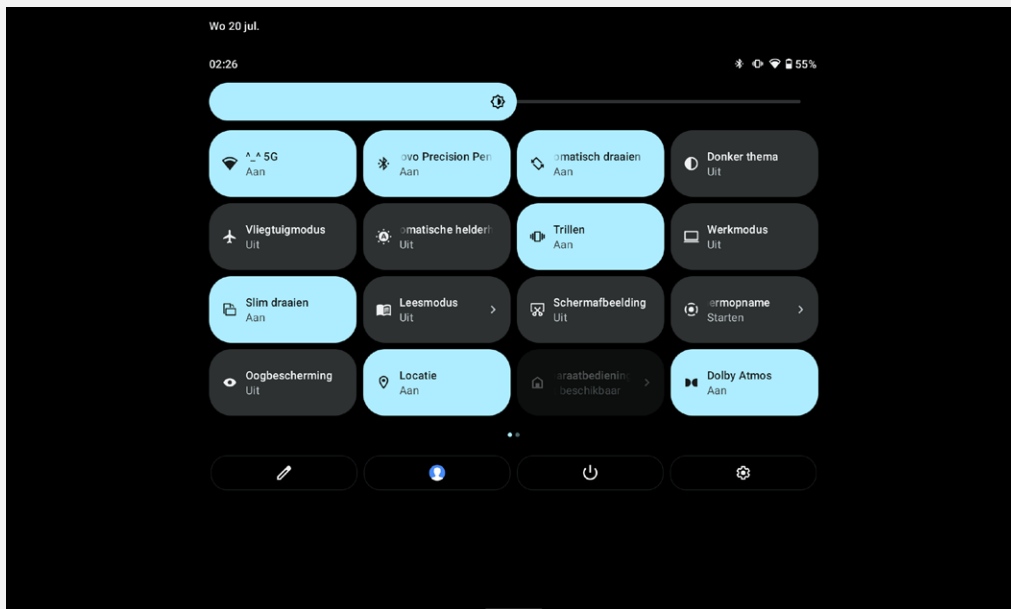 Wo 20 jul.
02:26
55%
^_^ 5G
Aan
ovo Precision Pen
Aan
omatisch draaien
Aan
Donker thema
Uit
Vliegtuigmodus
Uit
omatische helderh
Uit
Trillen
Aan
Werkmodus
Uit
Slim draaien
Aan
Leesmodus
Uit
Schermafbeelding
Uit
ermopname
Starten
Oogbescherming
Uit
Locatie
Aan
araatbediening
beschikbaar
Dolby Atmos
Aan